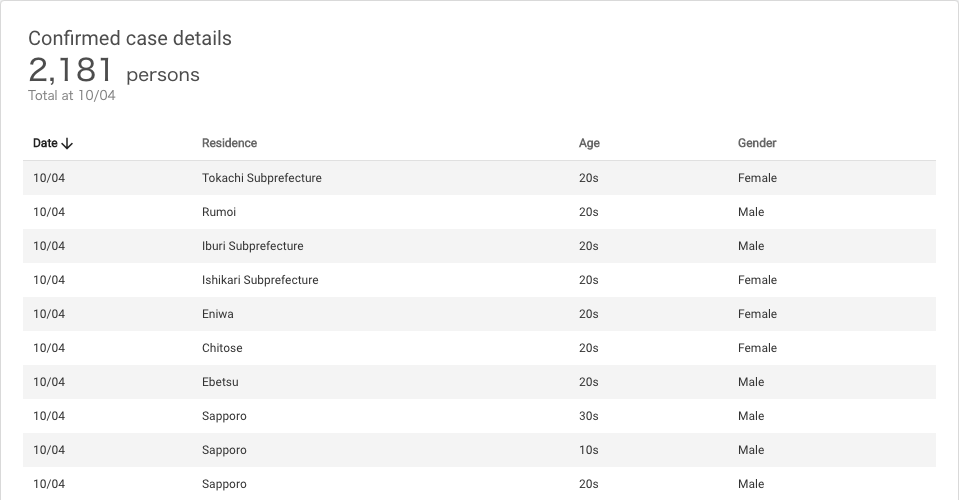 Confirmed case details
2,181 persons
Total at 10/04
Date Residence Age Gender
10/04 Tokachi Subprefecture 20s Female
10/04 Rumoi 20s Male
10/04 Iburi Subprefecture 20s Male
10/04 Ishikari Subprefecture 20s Female
10/04 Eniwa 20s Female
10/04 Chitose 20s Female
10/04 Ebetsu 20s Male
10/04 Sapporo 30s Male
10/04 Sapporo 10s Male
10/04 Sapporo 20s Male